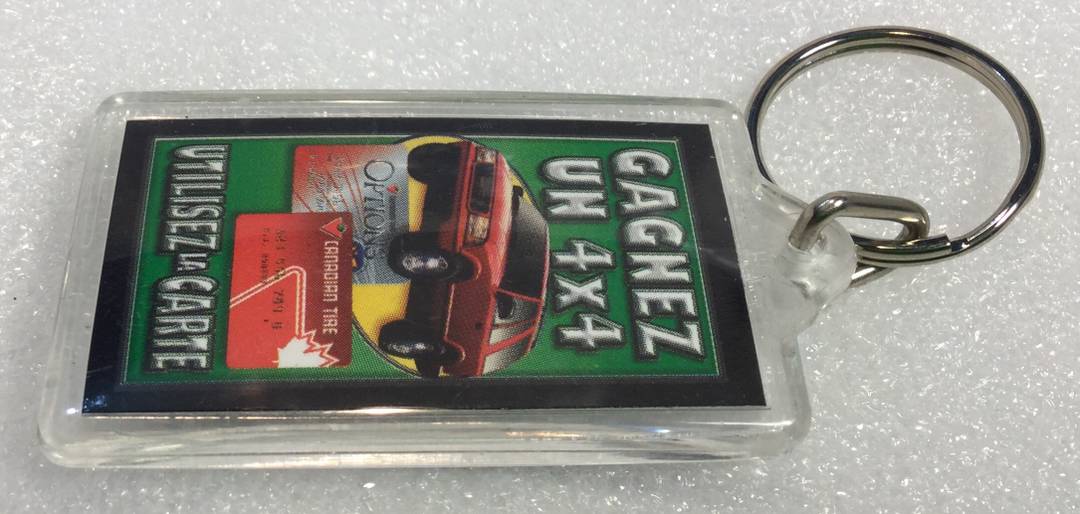 GAGNEZ
UN 4X4
OPTIONS
CANADIAN TIRE
UTILISEZ LA CARTE